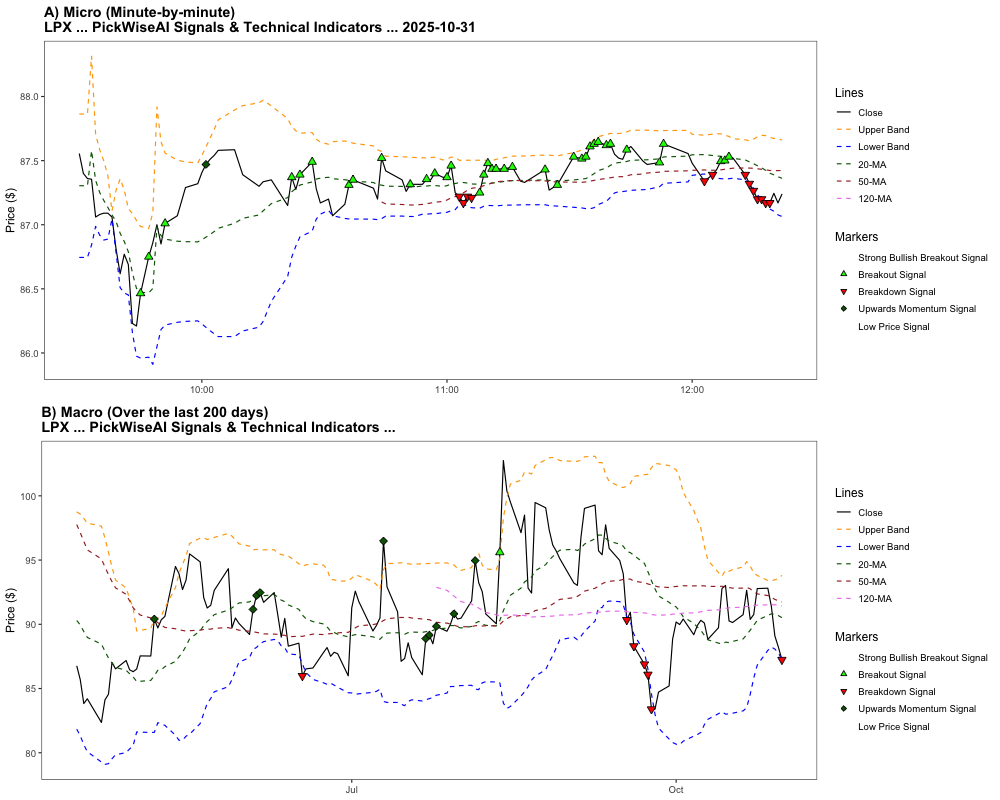 A) Micro (Minute-by-minute)
LPX ... PickWiseAI Signals & Technical Indicators ... 2025-10-31
Price ($)
88.0
87.5
87.0
86.5
86.0
10:00
11:00
12:00
Lines
Close
Upper Band
Lower Band
20-MA
50-MA
120-MA
Markers
Strong Bullish Breakout Signal
Breakout Signal
Breakdown Signal
Upwards Momentum Signal
Low Price Signal
B) Macro (Over the last 200 days)
LPX ... PickWiseAI Signals & Technical Indicators ...
Price ($)
100
95
90
85
80
Jul
Oct
Lines
Close
Upper Band
Lower Band
20-MA
50-MA
120-MA
Markers
Strong Bullish Breakout Signal
Breakout Signal
Breakdown Signal
Upwards Momentum Signal
Low Price Signal